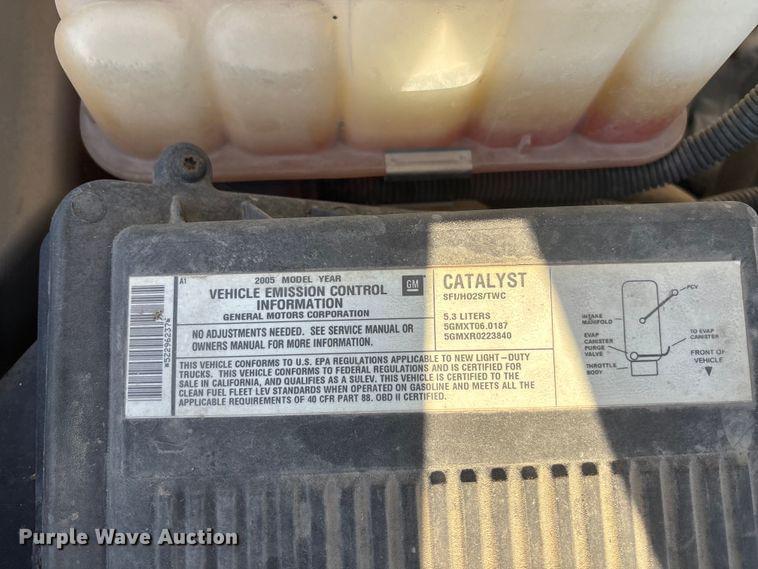 A1
2005 MODEL YEAR
VEHICLE EMISSION CONTROL
INFORMATION
GENERAL MOTORS CORPORATION
GM
NO ADJUSTMENTS NEEDED. SEE SERVICE MANUAL OR
OWNERS MANUAL FOR MORE INFORMATION.
THIS VEHICLE CONFORMS TO U.S. EPA REGULATIONS APPLICABLE TO NEW LIGHT-DUTY
TRUCKS. THIS VEHICLE CONFORMS TO FEDERAL REGULATIONS AND IS CERTIFIED FOR
SALE IN CALIFORNIA, AND QUALIFIES AS A SULEV. THIS VEHICLE IS CERTIFIED TO THE
CLEAN FUEL FLEET LEV STANDARDS WHEN OPERATED ON GASOLINE AND MEETS ALL THE
APPLICABLE REQUIREMENTS OF 40 CFR PART 88. OBD II CERTIFIED.
CATALYST
SFI/HO2S/TWC
5.3 LITERS
5GMXT06.0187
5GMXR0223840
PCV
INTAKE
MANIFOLD
EVAP
CANISTER
PURGE
VALVE
THROTTLE
BODY
TO EVAP
CANISTER
FRONT OF
VEHICLE
Purple Wave Auction